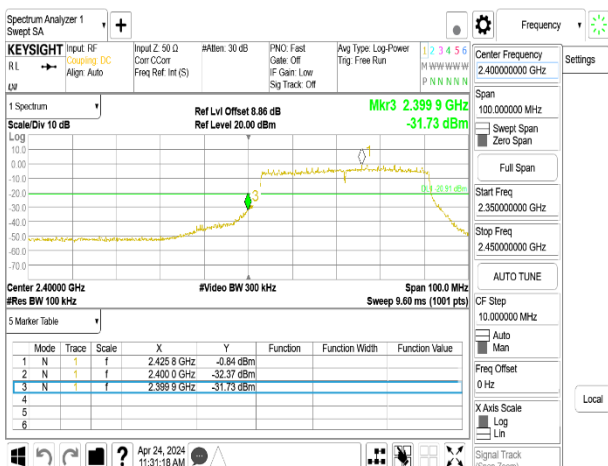 Spectrum Analyzer 1
Swept SA
Frequency
KEYSIGHT
Input: RF
Coupling: DC
Align: Auto
Input Z: 50 Ω
Corr CCorr
Freq Ref: Int (S)
#Atten: 30 dB
PNO: Fast
Gate: Off
IF Gain: Low
Sig Track: Off
Avg Type: Log-Power
Trig: Free Run
1 2 3 4 5 6
M W W W W W
P N N N N N
RL
LXI
Center Frequency
2.400000000 GHz
Settings
Span
100.000000 MHz
Swept Span
Zero Span
Full Span
Start Freq
2.350000000 GHz
Stop Freq
2.450000000 GHz
AUTO TUNE
CF Step
10.000000 MHz
Auto
Man
Freq Offset
0 Hz
X Axis Scale
Log
Lin
Local
Signal Track
(Span Zoom)
1 Spectrum
Scale/Div 10 dB
Ref Lvl Offset 8.86 dB
Ref Level 20.00 dBm
Mkr3 2.399 9 GHz
-31.73 dBm
Log
10.0
0.00
-10.0
-20.0
-30.0
-40.0
-50.0
-60.0
-70.0
1
3
DL1 -20.91 dBm
Center 2.40000 GHz
#Res BW 100 kHz
#Video BW 300 kHz
Span 100.0 MHz
Sweep 9.60 ms (1001 pts)
5 Marker Table
Mode Trace Scale X Y Function Function Width Function Value
1 N 1 f 2.425 8 GHz -0.84 dBm
2 N 1 f 2.400 0 GHz -32.37 dBm
3 N 1 f 2.399 9 GHz -31.73 dBm
4
5
6
?
Apr 24, 2024
11:31:18 AM